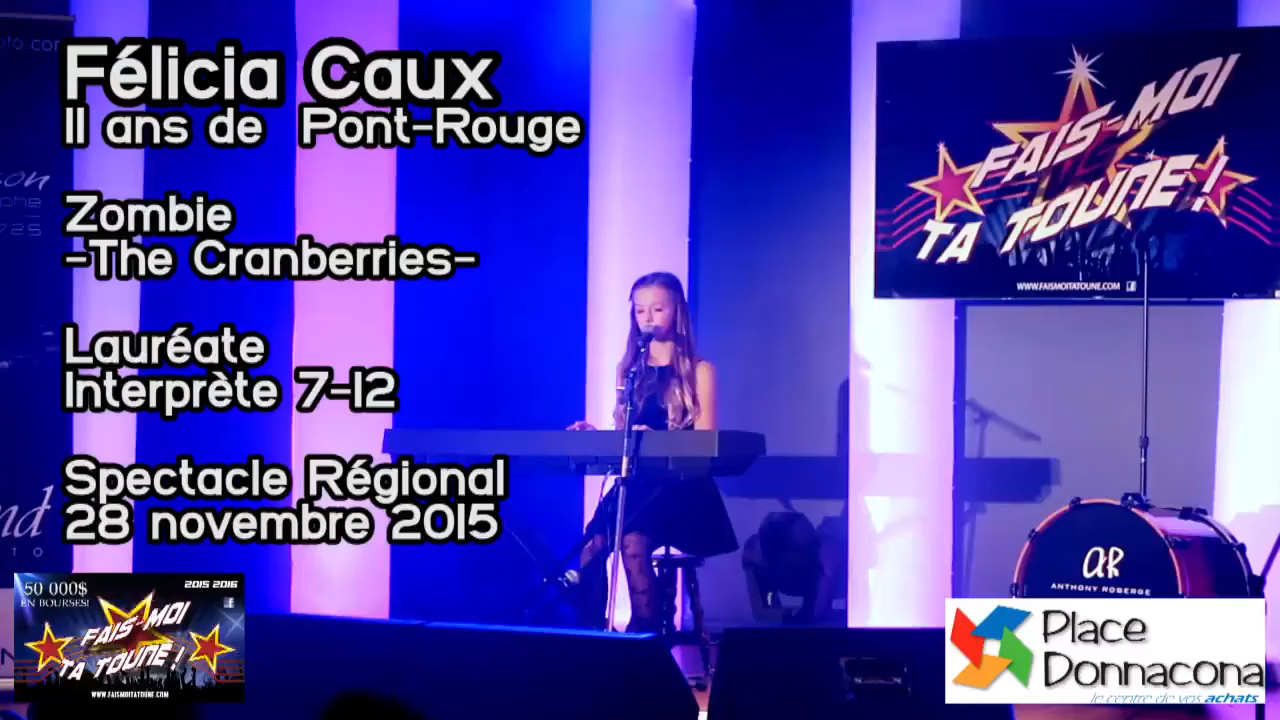 Félicia Caux
11 ans de Pont-Rouge
Zombie
-The Cranberries-
Lauréate
Interprète 7-12
Spectacle Régional
28 novembre 2015
FAIS-MOI
TA TOUNE !
WWW.FAISMOITATOUNE.COM
AR
ANTHONY ROBERGE
50 000$
EN BOURSES!
2015 2016
FAIS-MOI
TA TOUNE !
WWW.FAISMOITATOUNE.COM
Place
Donnacona
le centre de vos achats